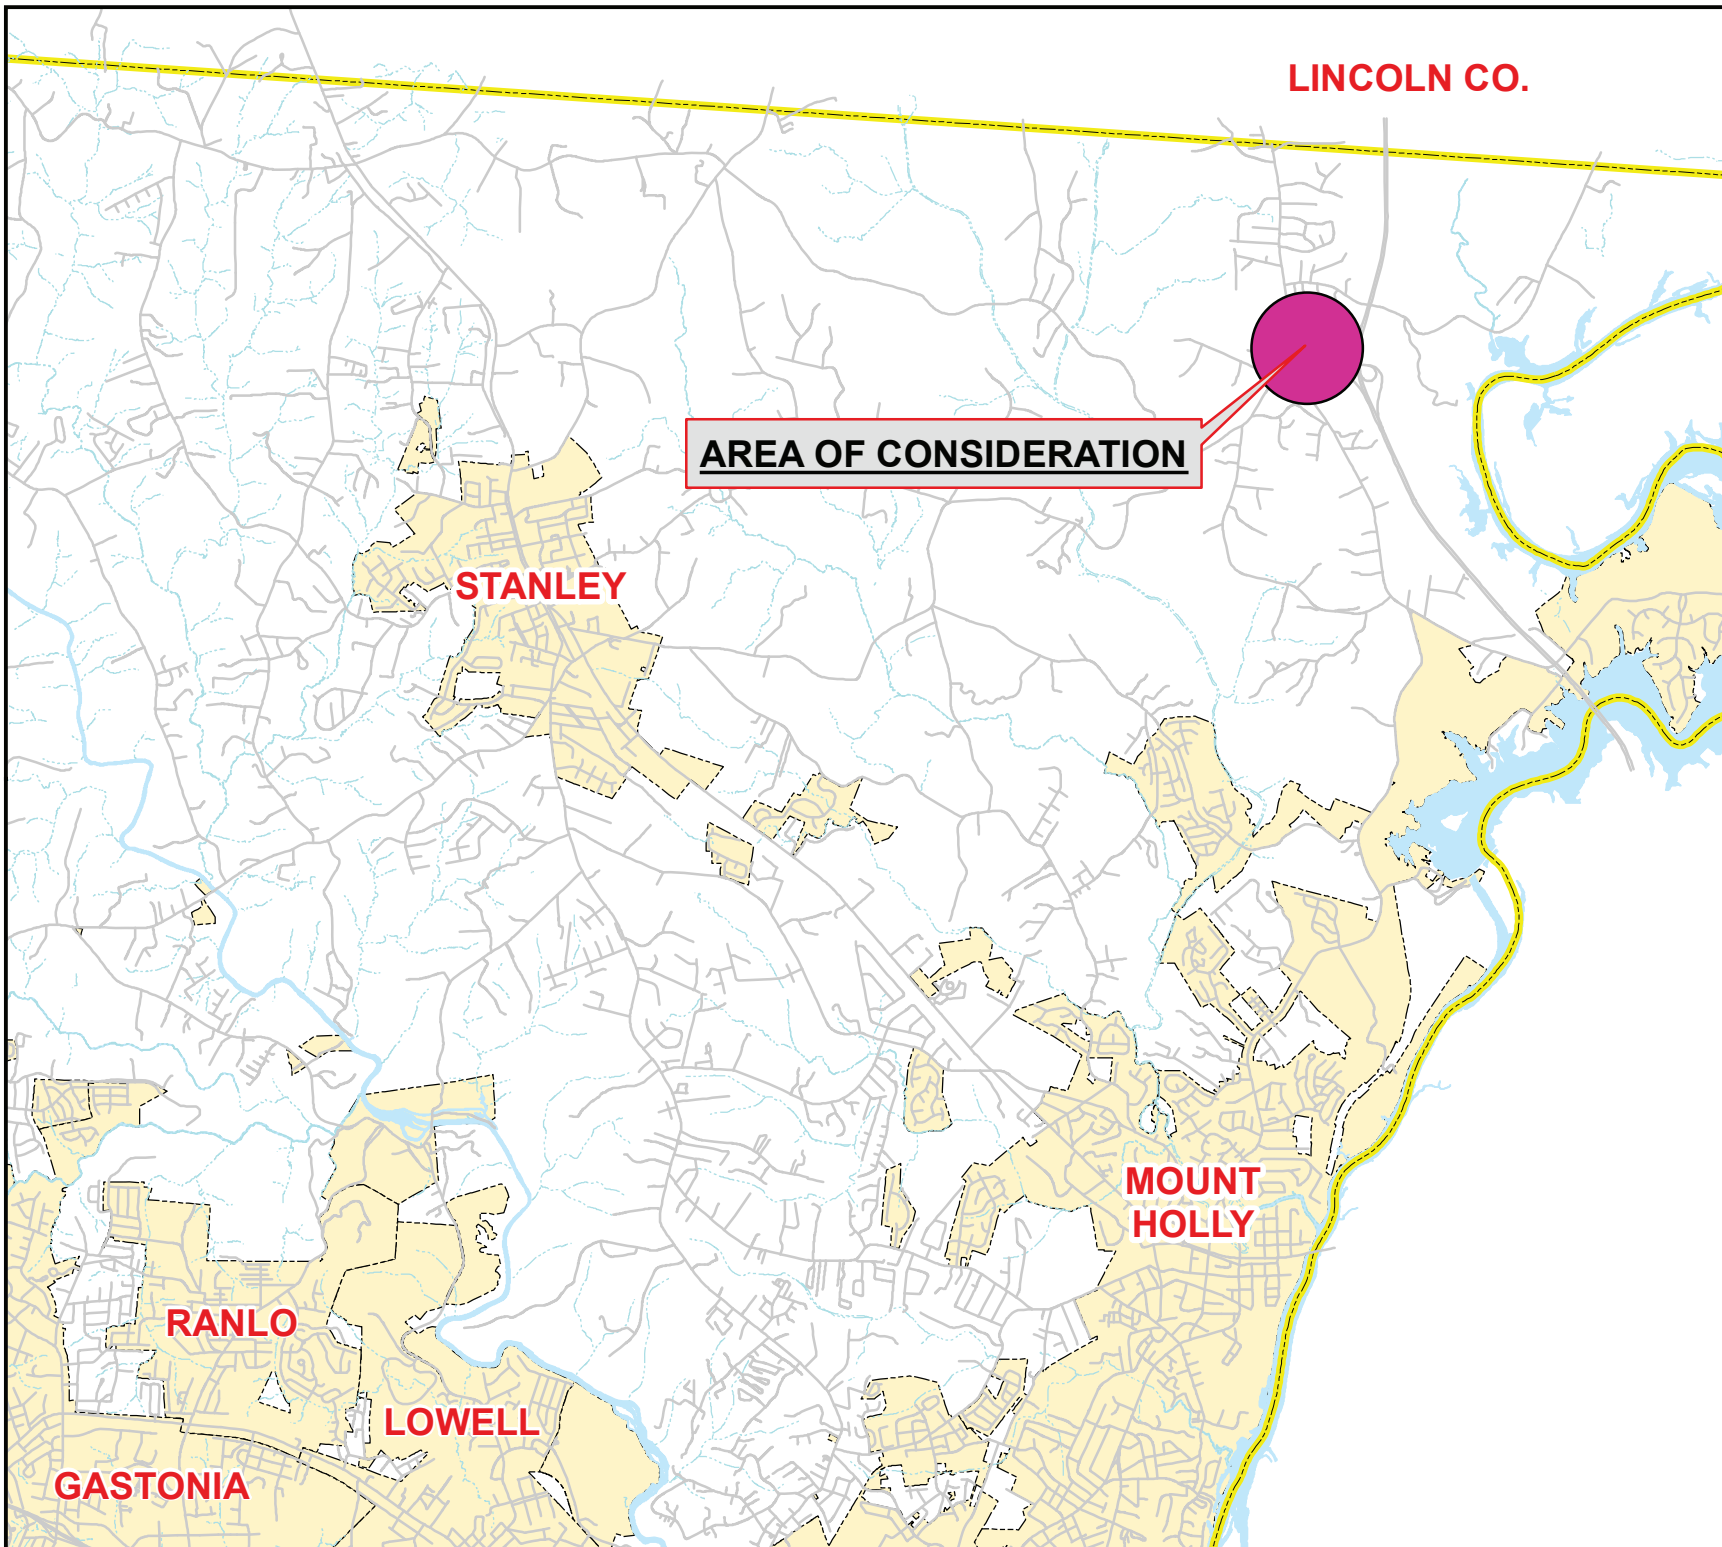 LINCOLN CO.
AREA OF CONSIDERATION
STANLEY
MOUNT
HOLLY
RANLO
LOWELL
GASTONIA